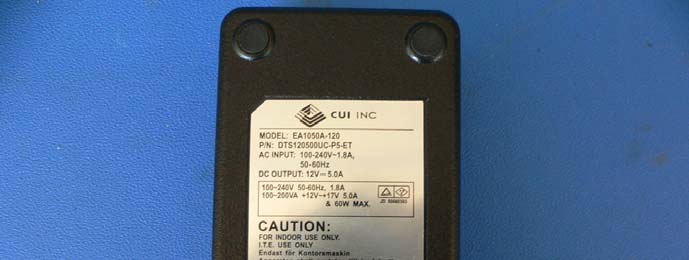 CUI INC
MODEL: EA1050A-120
P/N: DTS120500UC-P5-ET
AC INPUT: 100-240V~1.8A,
50-60Hz
DC OUTPUT: 12V⎓5.0A
100-240V 50-60Hz, 1.8A
100-200VA +12V~+17V 5.0A
& 60W MAX.
CAUTION:
FOR INDOOR USE ONLY.
I.T.E. USE ONLY
Endast för Kontorsmaskin